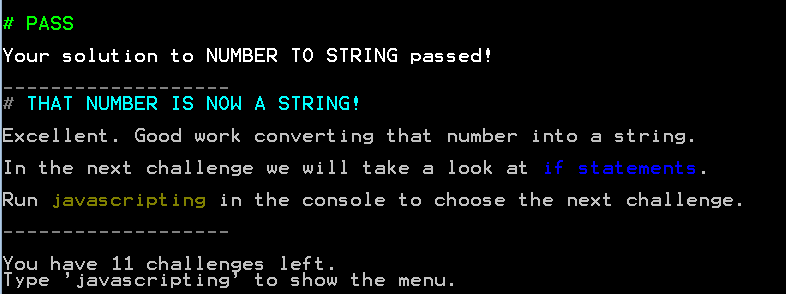 # PASS
Your solution to NUMBER TO STRING passed!
-------------------
# THAT NUMBER IS NOW A STRING!
Excellent. Good work converting that number into a string.
In the next challenge we will take a look at if statements.
Run javascripting in the console to choose the next challenge.
-------------------
You have 11 challenges left.
Type 'javascripting' to show the menu.